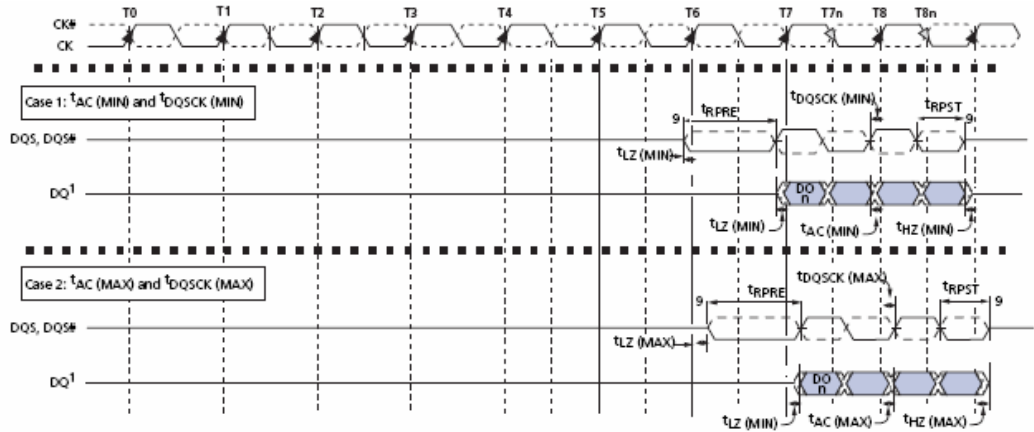 T0 T1 T2 T3 T4 T5 T6 T7 T7n T8 T8n
CK#
CK
Case 1: tAC (MIN) and tDQSCK (MIN)
tDQSCK (MIN)
9 tRPRE tRPST 9
DQS, DQS#
tLZ (MIN)
DQ1
DO
n
tLZ (MIN) tAC (MIN) tHZ (MIN)
Case 2: tAC (MAX) and tDQSCK (MAX)
tDQSCK (MAX)
9 tRPRE tRPST 9
DQS, DQS#
tLZ (MAX)
DQ1
DO
n
tLZ (MIN) tAC (MAX) tHZ (MAX)